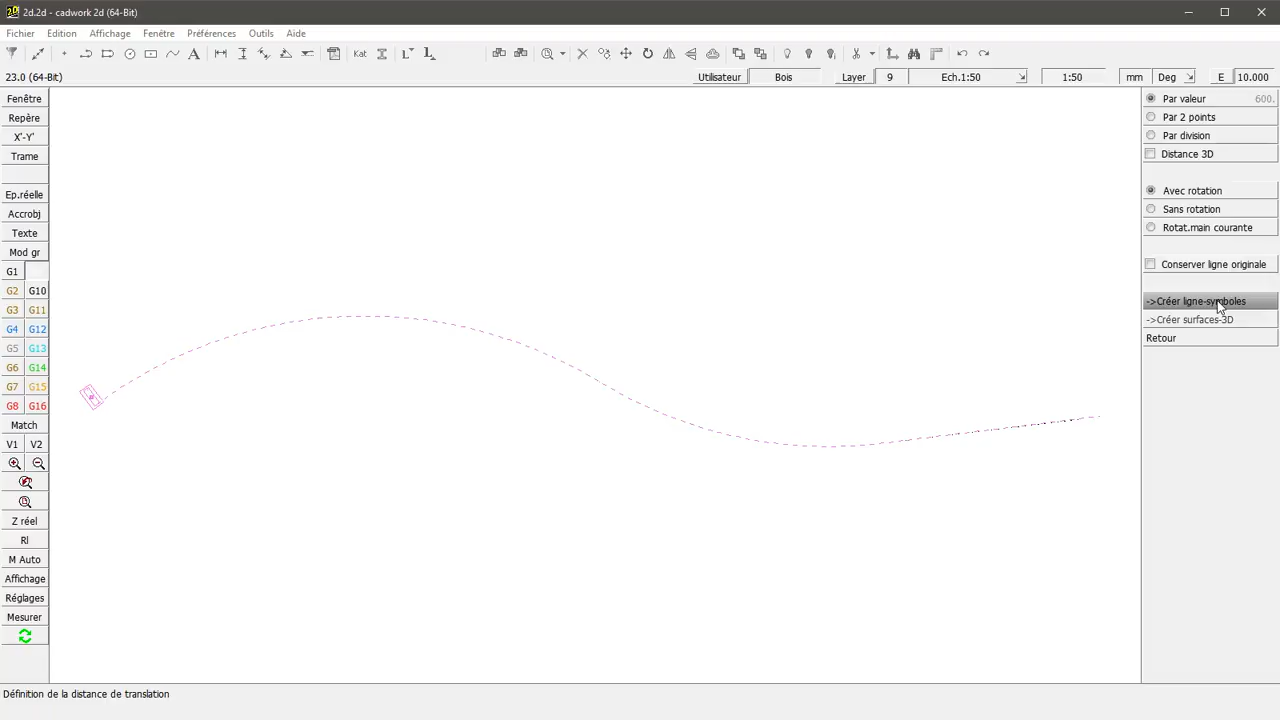 2d.2d - cadwork 2d (64-Bit)
Fichier Edition Affichage Fenêtre Préférences Outils Aide
Kat
23.0 (64-Bit) Utilisateur Bois Layer 9 Ech.1:50 1:50 mm Deg E 10.000
Fenêtre
Repère
X'-Y'
Trame
Ep.réelle
Accrobj
Texte
Mod gr
G1
G2 G10
G3 G11
G4 G12
G5 G13
G6 G14
G7 G15
G8 G16
Match
V1 V2
Z réel
Rl
M Auto
Affichage
Réglages
Mesurer
Par valeur 600.
Par 2 points
Par division
Distance 3D
Avec rotation
Sans rotation
Rotat.main courante
Conserver ligne originale
->Créer ligne-symboles
->Créer surfaces-3D
Retour
Définition de la distance de translation